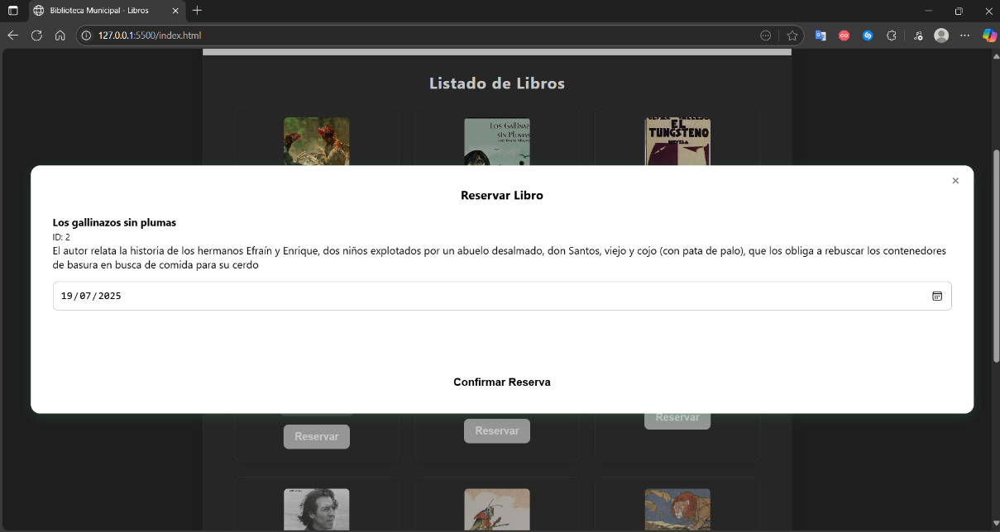 Biblioteca Municipal - Libros
127.0.0.1:5500/index.html
Listado de Libros
LOS GALLINAZ
SIN PLUMAS
EL
TUNGSTENO
NOVELA
Reservar Libro
Los gallinazos sin plumas
ID: 2
El autor relata la historia de los hermanos Efraín y Enrique, dos niños explotados por un abuelo desalmado, don Santos, viejo y cojo (con pata de palo), que los obliga a rebuscar los contenedores
de basura en busca de comida para su cerdo
19/07/2025
Confirmar Reserva
Reservar
Reservar
Reservar